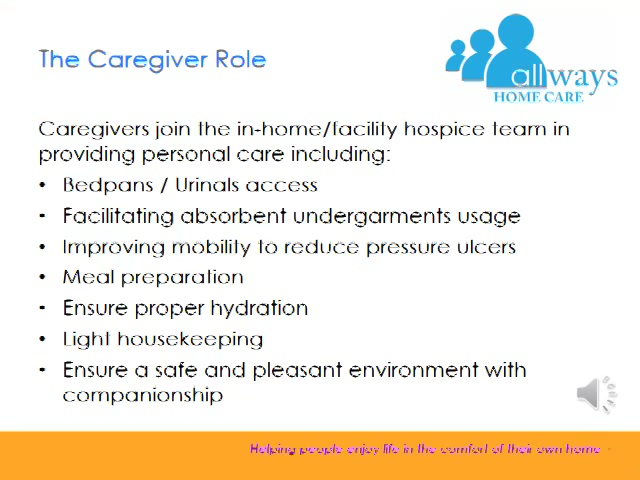 The Caregiver Role
allways
HOME CARE
Caregivers join the in-home/facility hospice team in
providing personal care including:
• Bedpans / Urinals access
• Facilitating absorbent undergarments usage
• Improving mobility to reduce pressure ulcers
• Meal preparation
• Ensure proper hydration
• Light housekeeping
• Ensure a safe and pleasant environment with
companionship
Helping people enjoy life in the comfort of their own home